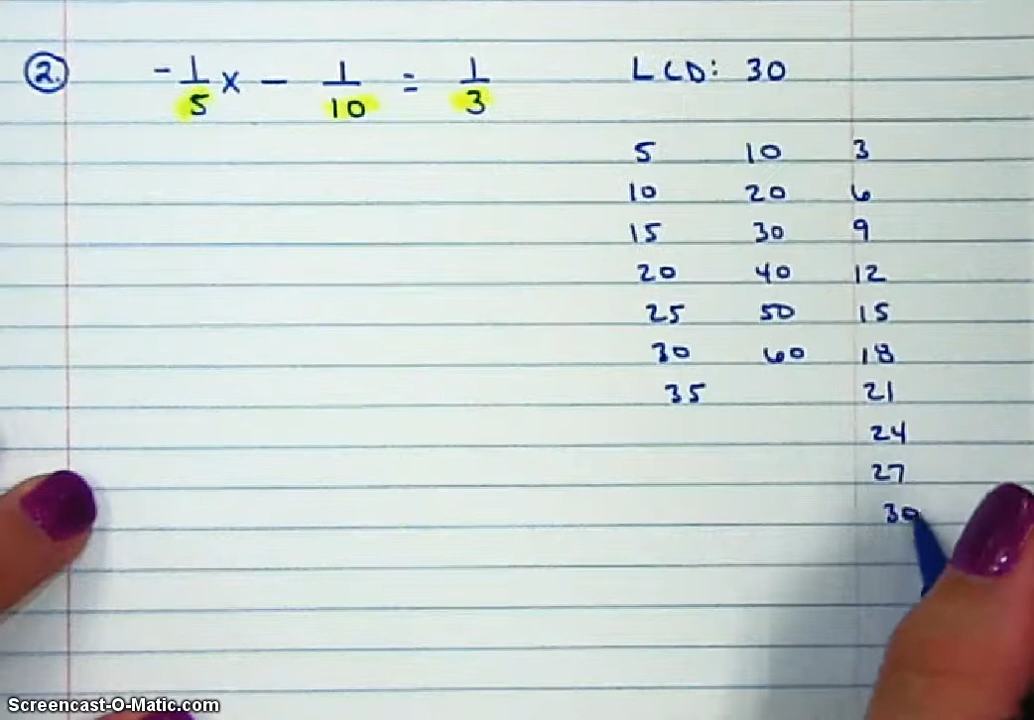 2. -1/5 x - 1/10 = 1/3
LCD: 30
5 10 3
10 20 6
15 30 9
20 40 12
25 50 15
30 60 18
35 21
24
27
30
Screencast-O-Matic.com